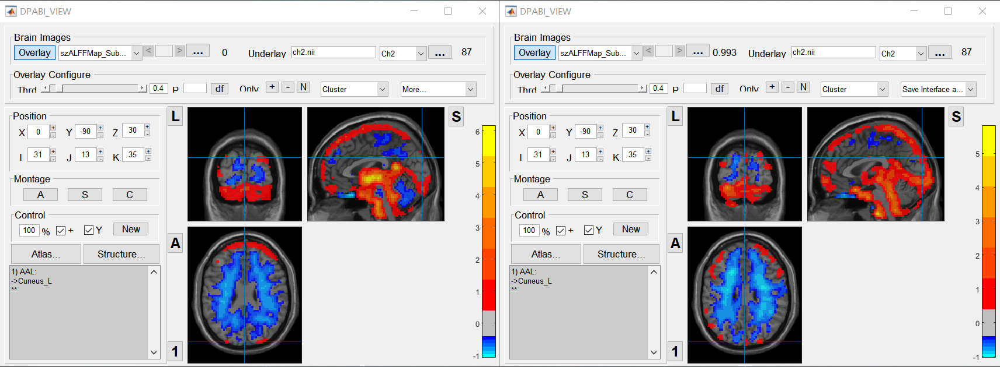 DPABI_VIEW
Brain Images
Overlay szALFFMap_Sub... < > ... 0 Underlay ch2.nii Ch2 ... 87
Overlay Configure
Thrd 0.4 P df Only + - N Cluster More...
Position
X 0 + - Y -90 + - Z 30 + -
I 31 + - J 13 + - K 35 + -
Montage
A S C
Control
100 % + Y New
Atlas... Structure...
1) AAL:
->Cuneus_L
**
L
S
A
1
6
5
4
3
2
1
0
-1
DPABI_VIEW
Brain Images
Overlay szALFFMap_Sub... < > ... 0.993 Underlay ch2.nii Ch2 ... 87
Overlay Configure
Thrd 0.4 P df Only + - N Cluster Save Interface a...
Position
X 0 + - Y -90 + - Z 30 + -
I 31 + - J 13 + - K 35 + -
Montage
A S C
Control
100 % + Y New
Atlas... Structure...
1) AAL:
->Cuneus_L
**
L
S
A
1
5
4
3
2
1
0
-1